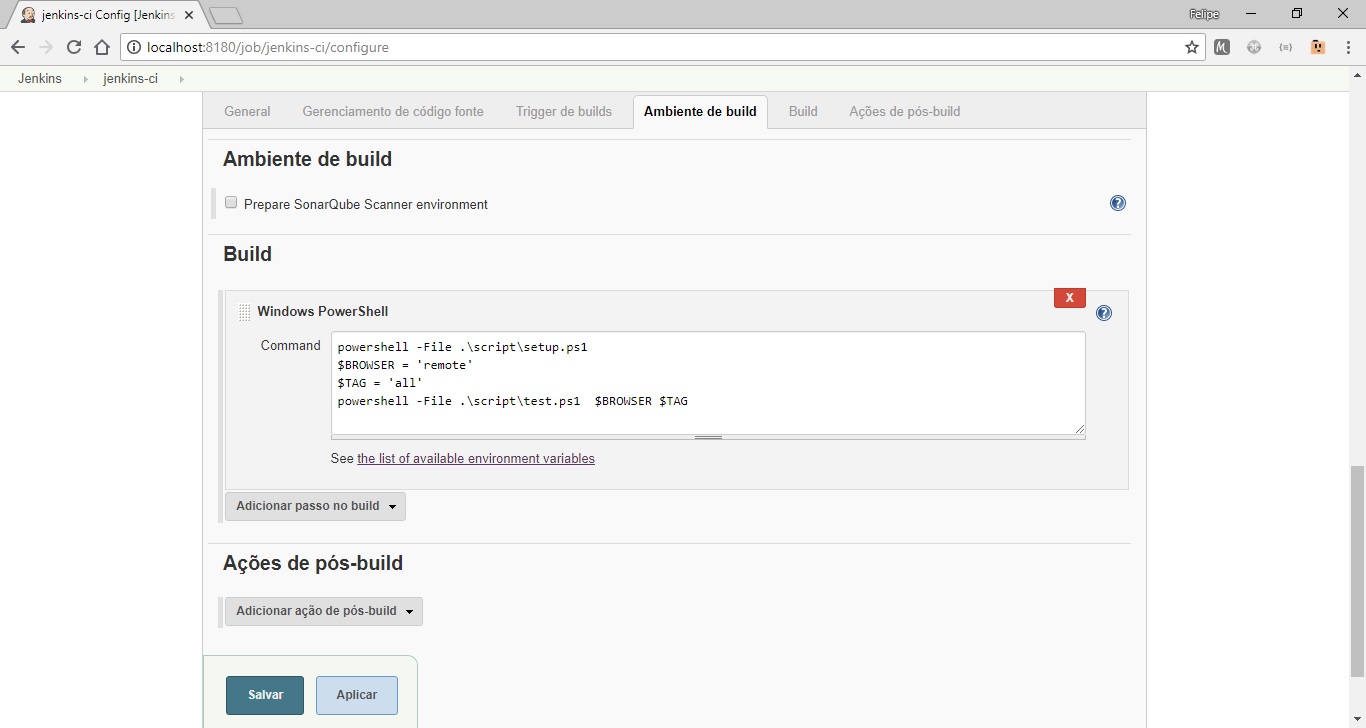 jenkins-ci Config [Jenkins
Felipe
localhost:8180/job/jenkins-ci/configure
Jenkins jenkins-ci
General Gerenciamento de código fonte Trigger de builds Ambiente de build Build Ações de pós-build
Ambiente de build
Prepare SonarQube Scanner environment
Build
X
Windows PowerShell
Command
powershell -File .\script\setup.ps1
$BROWSER = 'remote'
$TAG = 'all'
powershell -File .\script\test.ps1  $BROWSER $TAG
See the list of available environment variables
Adicionar passo no build
Ações de pós-build
Adicionar ação de pós-build
Salvar Aplicar